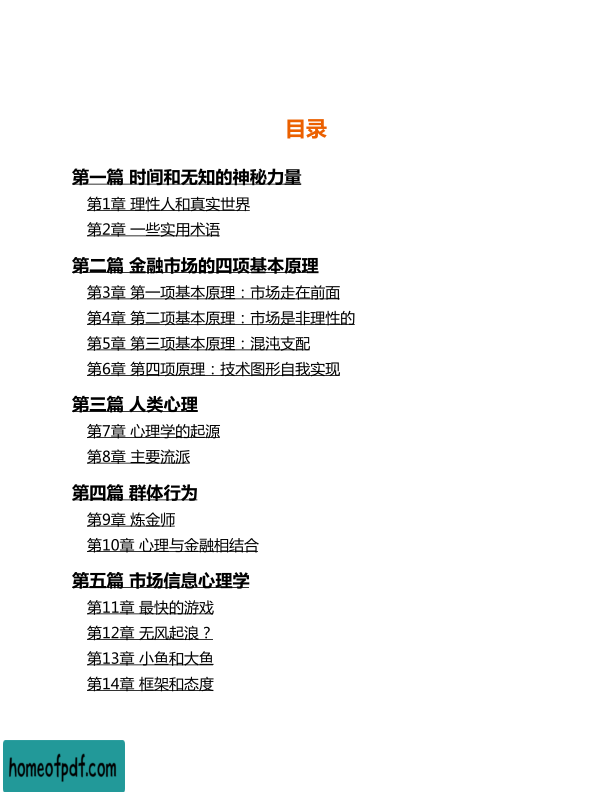 目录
第一篇 时间和无知的神秘力量
第1章 理性人和真实世界
第2章 一些实用术语
第二篇 金融市场的四项基本原理
第3章 第一项基本原理：市场走在前面
第4章 第二项基本原理：市场是非理性的
第5章 第三项基本原理：混沌支配
第6章 第四项原理：技术图形自我实现
第三篇 人类心理
第7章 心理学的起源
第8章 主要流派
第四篇 群体行为
第9章 炼金师
第10章 心理与金融相结合
第五篇 市场信息心理学
第11章 最快的游戏
第12章 无风起浪？
第13章 小鱼和大鱼
第14章 框架和态度
homeofpdf.com